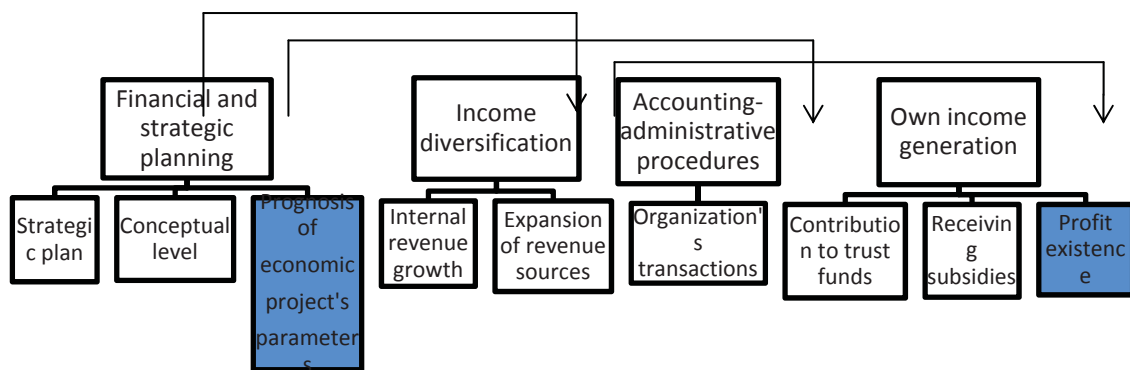 Financial and
strategic
planning
Income
diversification
Accounting-
administrative
procedures
Own income
generation
Strategi
c plan
Conceptual
level
Prognosis
of
economic
project's
parameter
s
Internal
revenue
growth
Expansion
of revenue
sources
Organization'
s
transactions
Contributio
n to trust
funds
Receivin
g
subsidies
Profit
existenc
e